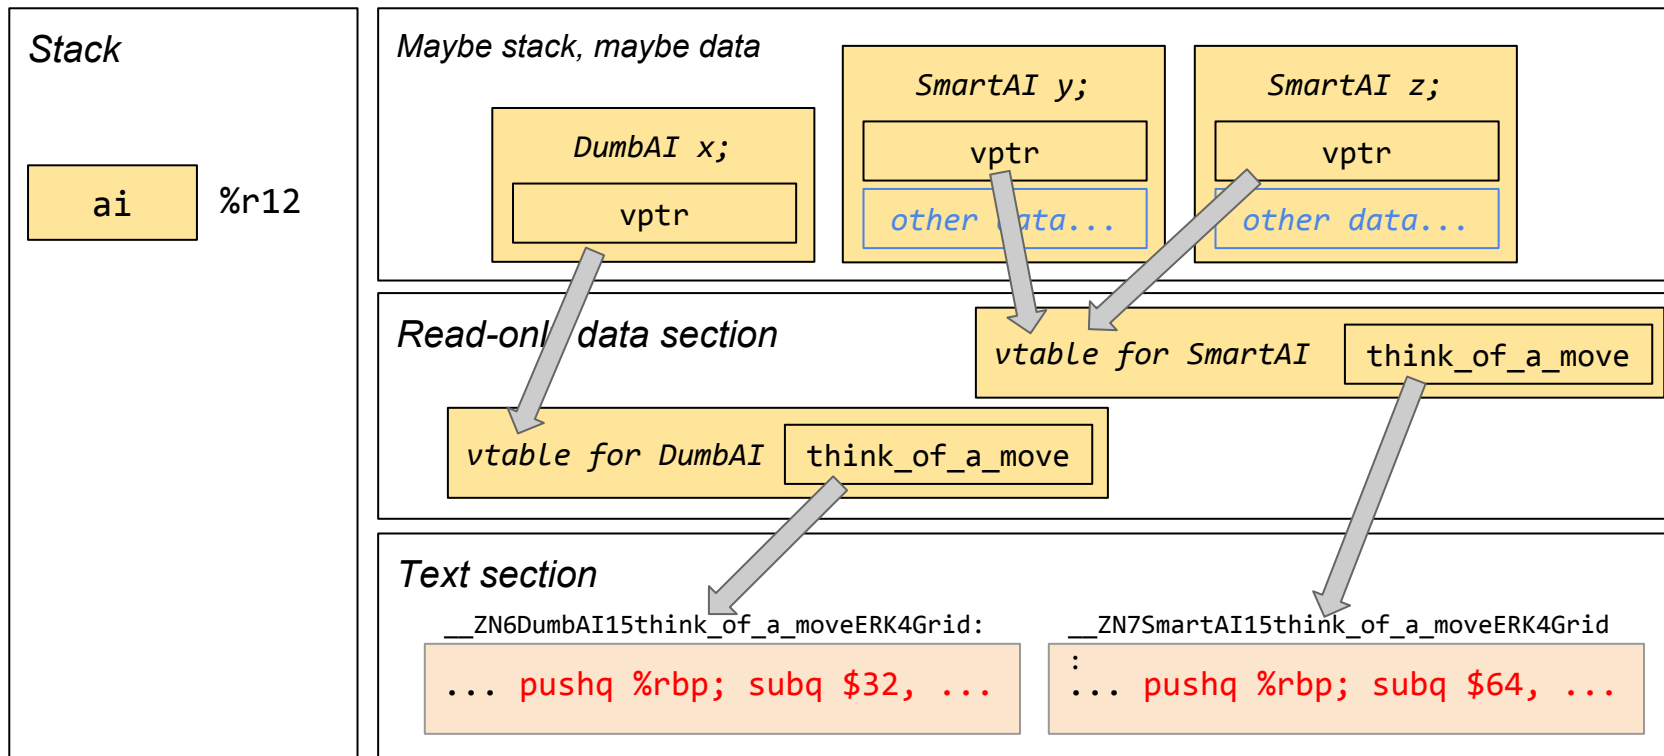 Stack
ai
%r12
Maybe stack, maybe data
DumbAI x;
vptr
SmartAI y;
vptr
other data...
SmartAI z;
vptr
other data...
Read-only data section
vtable for SmartAI
think_of_a_move
vtable for DumbAI
think_of_a_move
Text section
__ZN6DumbAI15think_of_a_moveERK4Grid:
... pushq %rbp; subq $32, ...
__ZN7SmartAI15think_of_a_moveERK4Grid
:
... pushq %rbp; subq $64, ...